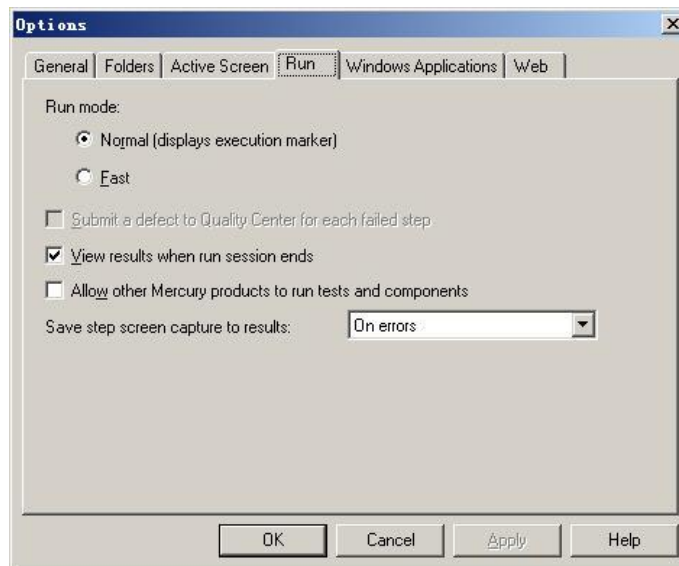 Options
General Folders Active Screen Run Windows Applications Web
Run mode:
Normal (displays execution marker)
Fast
Submit a defect to Quality Center for each failed step
View results when run session ends
Allow other Mercury products to run tests and components
Save step screen capture to results: On errors
OK Cancel Apply Help